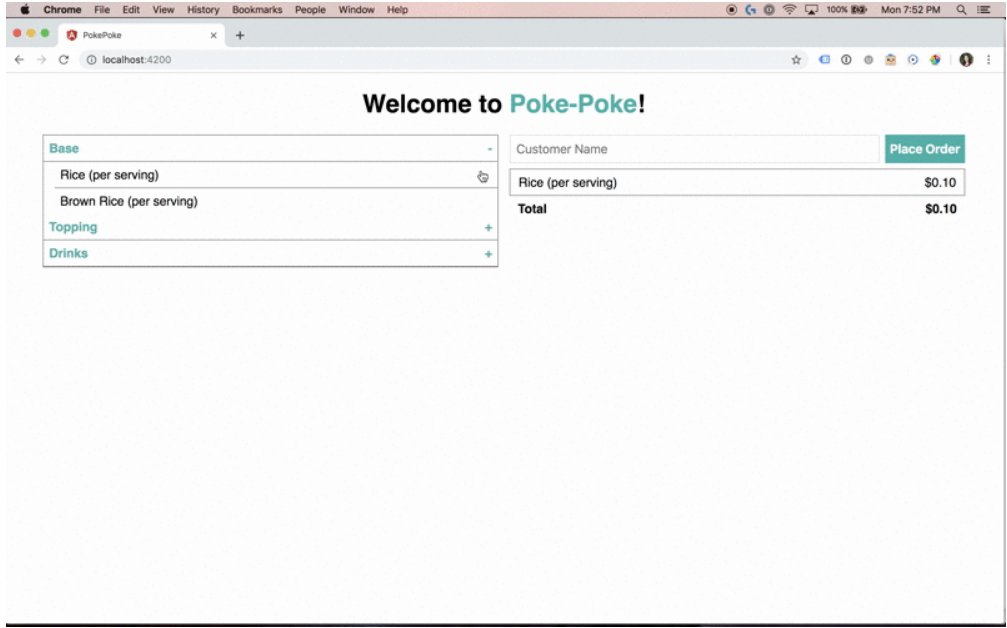 Chrome File Edit View History Bookmarks People Window Help 100% Mon 7:52 PM
PokePoke
localhost:4200
Welcome to Poke-Poke!
Base -
Rice (per serving)
Brown Rice (per serving)
Topping +
Drinks +
Customer Name Place Order
Rice (per serving) $0.10
Total $0.10